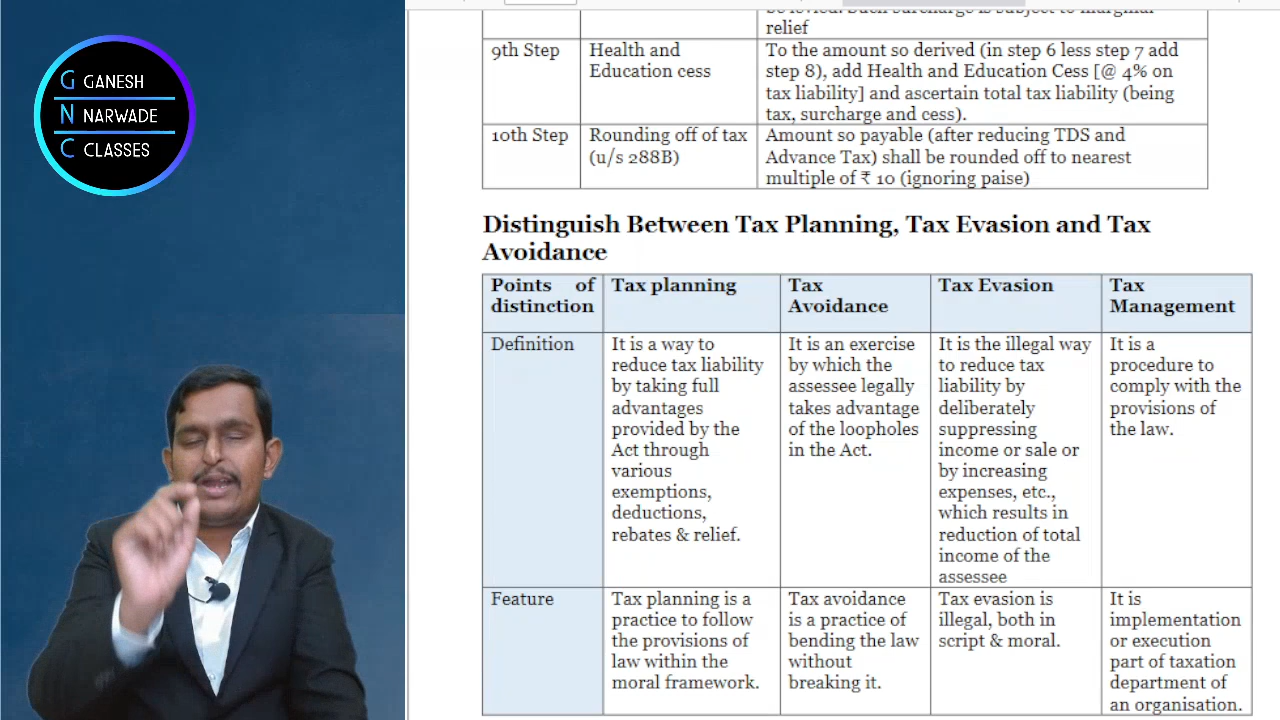 G GANESH
N NARWADE
C CLASSES
relief
9th Step
Health and
Education cess
To the amount so derived (in step 6 less step 7 add
step 8), add Health and Education Cess [@ 4% on
tax liability] and ascertain total tax liability (being
tax, surcharge and cess).
10th Step
Rounding off of tax
(u/s 288B)
Amount so payable (after reducing TDS and
Advance Tax) shall be rounded off to nearest
multiple of ₹ 10 (ignoring paise)
Distinguish Between Tax Planning, Tax Evasion and Tax
Avoidance
Points of
distinction
Tax planning
Tax
Avoidance
Tax Evasion
Tax
Management
Definition
It is a way to
reduce tax liability
by taking full
advantages
provided by the
Act through
various
exemptions,
deductions,
rebates & relief.
It is an exercise
by which the
assessee legally
takes advantage
of the loopholes
in the Act.
It is the illegal way
to reduce tax
liability by
deliberately
suppressing
income or sale or
by increasing
expenses, etc.,
which results in
reduction of total
income of the
assessee
It is a
procedure to
comply with the
provisions of
the law.
Feature
Tax planning is a
practice to follow
the provisions of
law within the
moral framework.
Tax avoidance
is a practice of
bending the law
without
breaking it.
Tax evasion is
illegal, both in
script & moral.
It is
implementation
or execution
part of taxation
department of
an organisation.